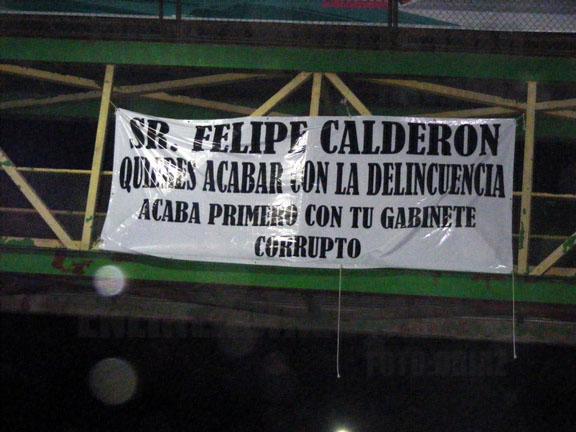 SR. FELIPE CALDERON
QUIERES ACABAR CON LA DELINCUENCIA
ACABA PRIMERO CON TU GABINETE
CORRUPTO